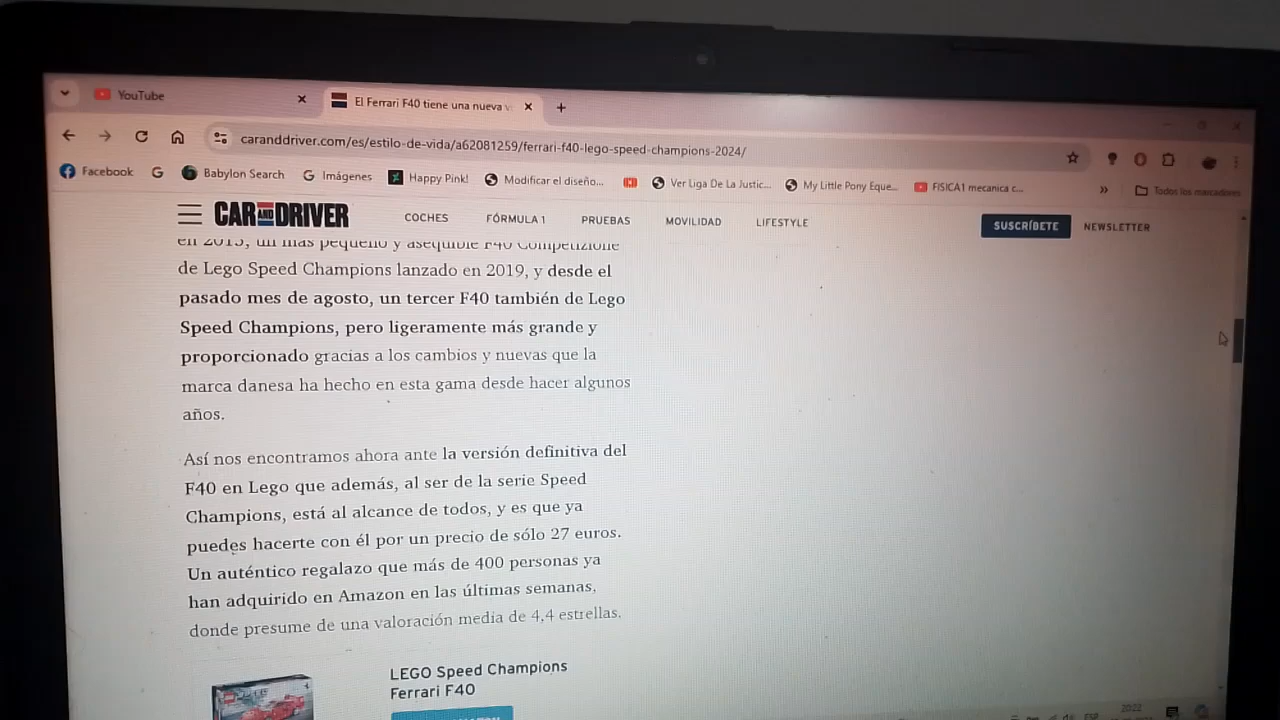 YouTube
El Ferrari F40 tiene una nueva v
caranddriver.com/es/estilo-de-vida/a62081259/ferrari-f40-lego-speed-champions-2024/
Facebook
Babylon Search
Imágenes
Happy Pink!
Modificar el diseño...
Ver Liga De La Justic...
My Little Pony Eque...
FISICA1 mecanica c...
»
Todos los marcadores
CAR AND DRIVER
COCHES
FÓRMULA 1
PRUEBAS
MOVILIDAD
LIFESTYLE
SUSCRÍBETE
NEWSLETTER
en 2015, un más pequeño y asequible F40 Competizione
de Lego Speed Champions lanzado en 2019, y desde el
pasado mes de agosto, un tercer F40 también de Lego
Speed Champions, pero ligeramente más grande y
proporcionado gracias a los cambios y nuevas que la
marca danesa ha hecho en esta gama desde hacer algunos
años.
Así nos encontramos ahora ante la versión definitiva del
F40 en Lego que además, al ser de la serie Speed
Champions, está al alcance de todos, y es que ya
puedes hacerte con él por un precio de sólo 27 euros.
Un auténtico regalazo que más de 400 personas ya
han adquirido en Amazon en las últimas semanas,
donde presume de una valoración media de 4,4 estrellas.
LEGO Speed Champions
Ferrari F40
20:22